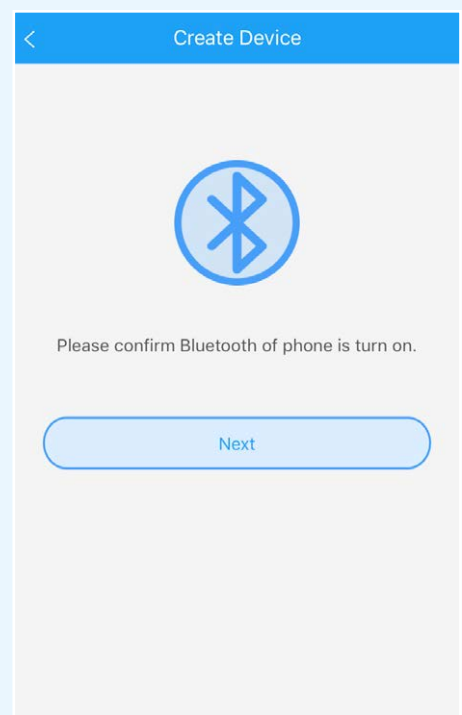 Create Device
Please confirm Bluetooth of phone is turn on.
Next